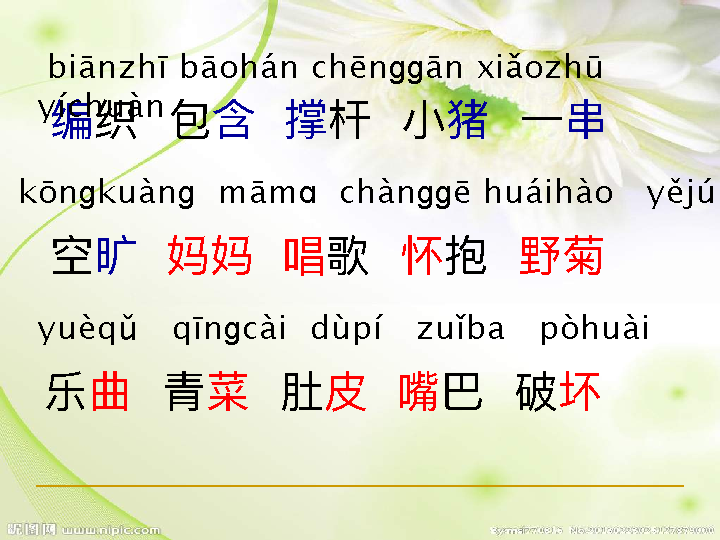 biānzhī bāohán chēnggān xiǎozhū
yíchuàn
编织 包含 撑杆 小猪 一串
kōngkuàng māmɑ chànggē huáihào yějú
空旷 妈妈 唱歌 怀抱 野菊
yuèqǔ qīngcài dùpí zuǐba pòhuài
乐曲 青菜 肚皮 嘴巴 破坏
昵图网 www.nipic.com